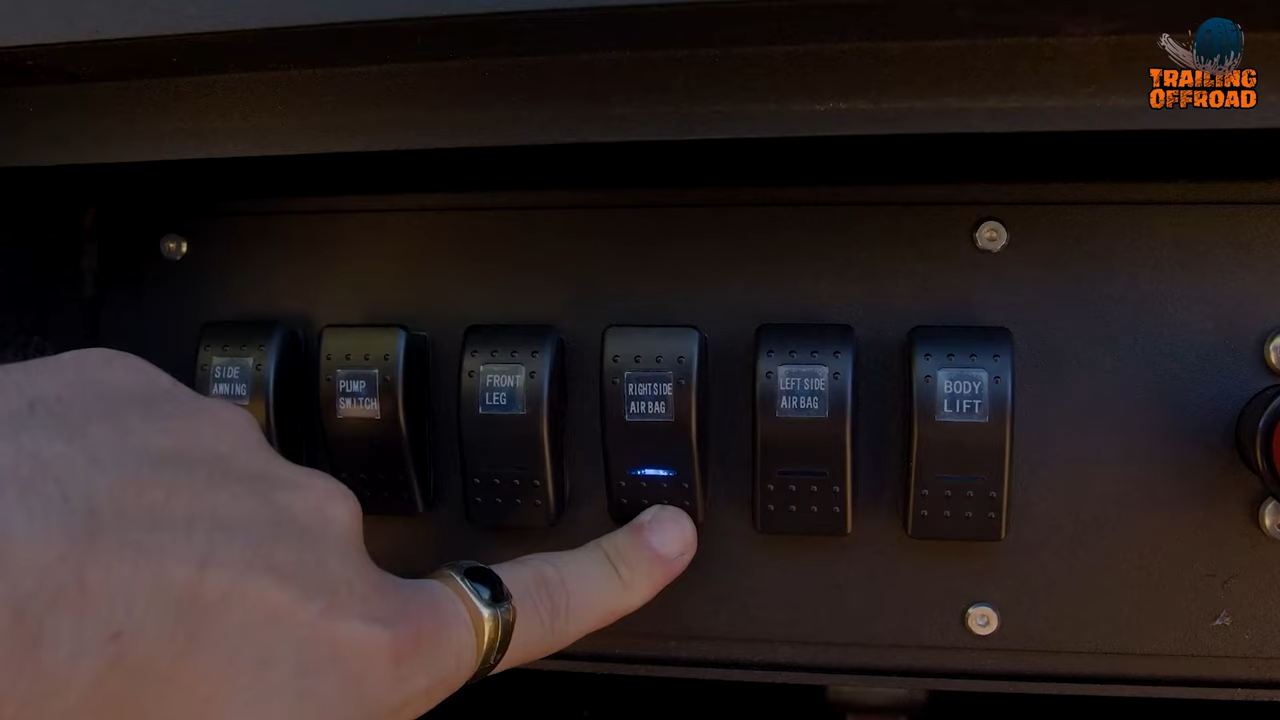 TRAILING
OFFROAD
SIDE
AWNING
PUMP
SWITCH
FRONT
LEG
RIGHT SIDE
AIR BAG
LEFT SIDE
AIR BAG
BODY
LIFT